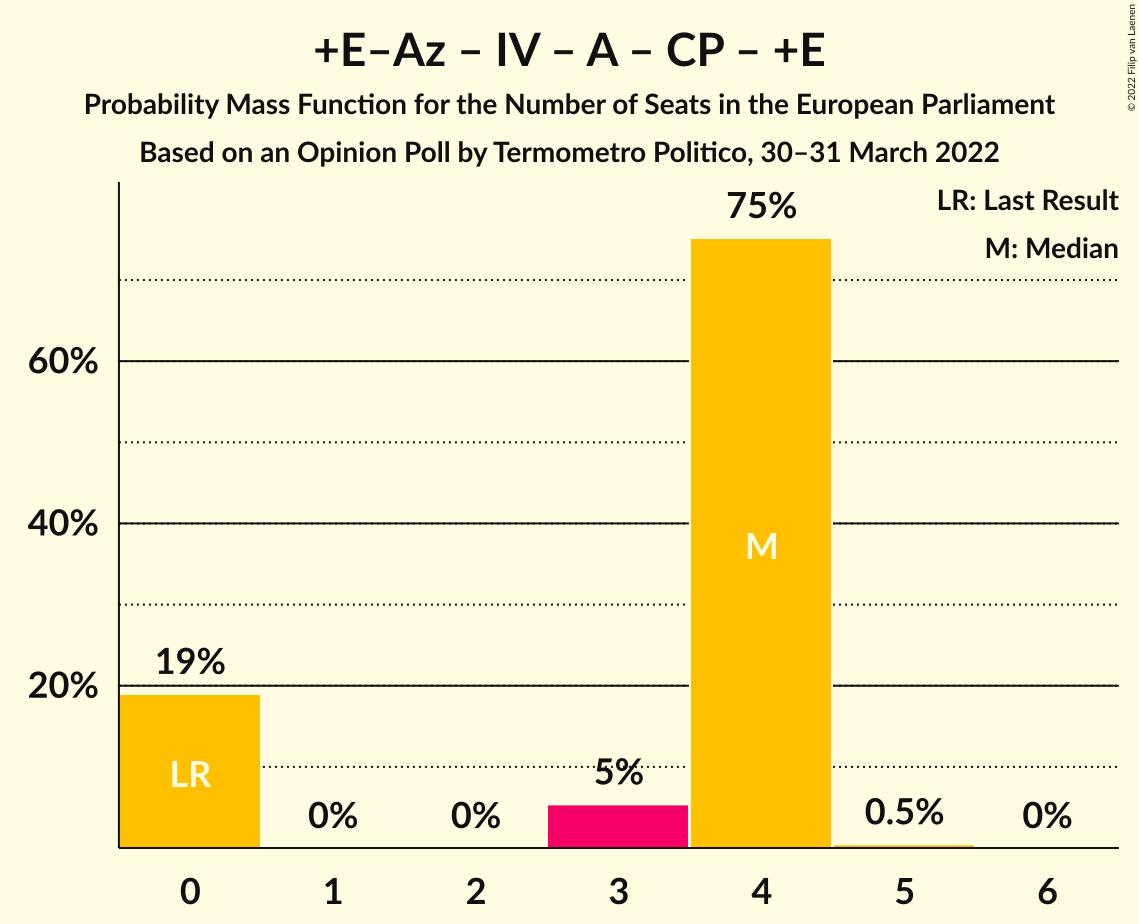 +E–Az – IV – A – CP – +E
Probability Mass Function for the Number of Seats in the European Parliament
Based on an Opinion Poll by Termometro Politico, 30–31 March 2022
© 2022 Filip van Laenen
LR: Last Result
M: Median
75%
60%
40%
M
19%
20%
LR
5%
0%
0%
0.5%
0%
0 1 2 3 4 5 6